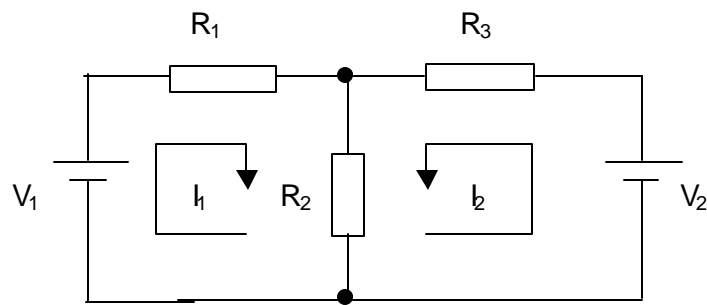 R₁ R₃
V₁ I₁ R₂ I₂ V₂